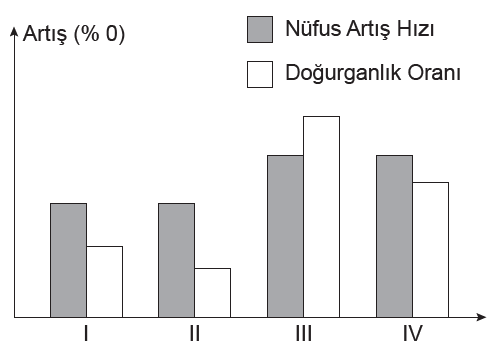 Artış (% 0)
Nüfus Artış Hızı
Doğurganlık Oranı
I
II
III
IV